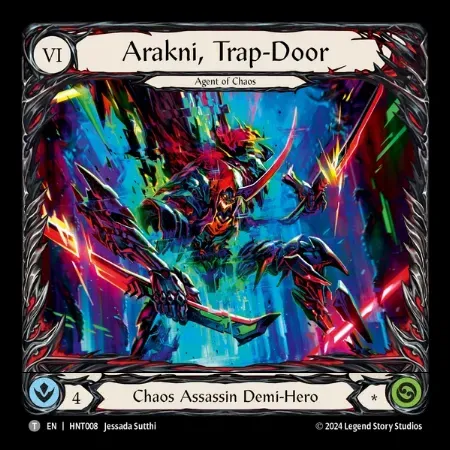 VI
Arakni, Trap-Door
Agent of Chaos
4
Chaos Assassin Demi-Hero
*
T EN | HNT008 Jessada Sutthi
© 2024 Legend Story Studios